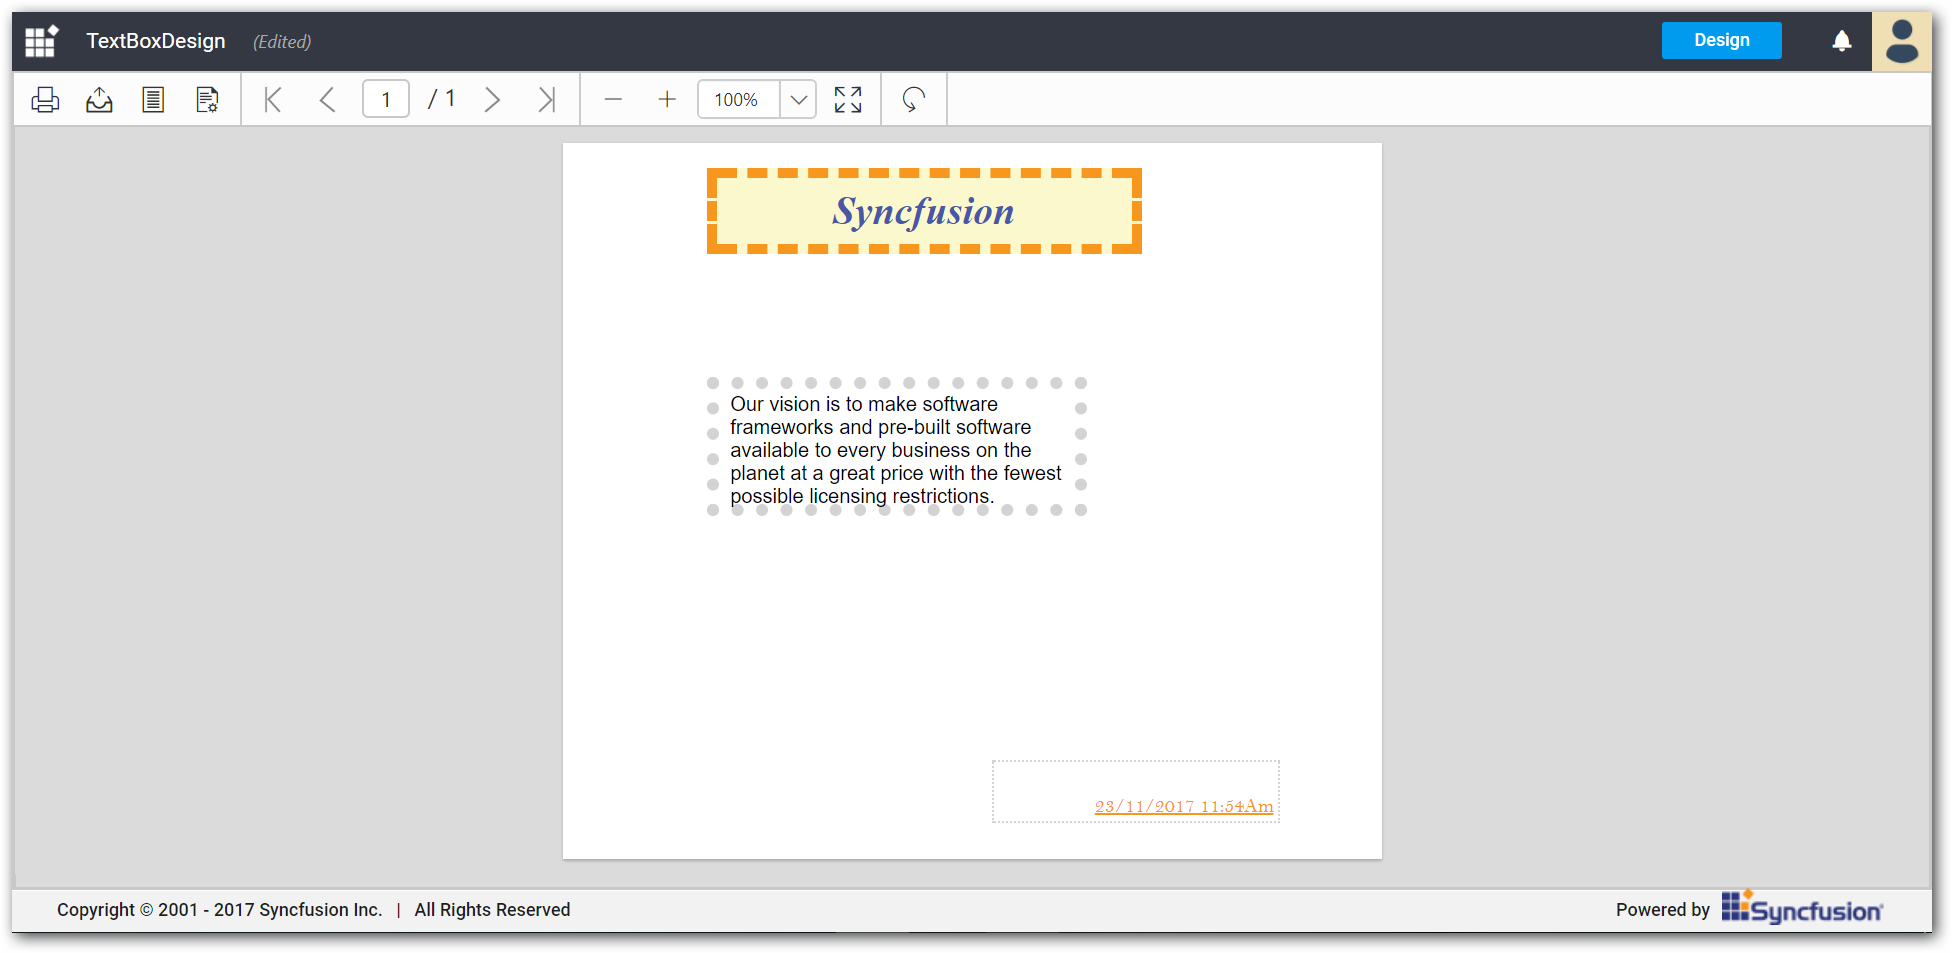 TextBoxDesign (Edited) Design
1 / 1 100%
Syncfusion
Our vision is to make software
frameworks and pre-built software
available to every business on the
planet at a great price with the fewest
possible licensing restrictions.
23/11/2017 11:54Am
Copyright © 2001 - 2017 Syncfusion Inc. | All Rights Reserved Powered by Syncfusion